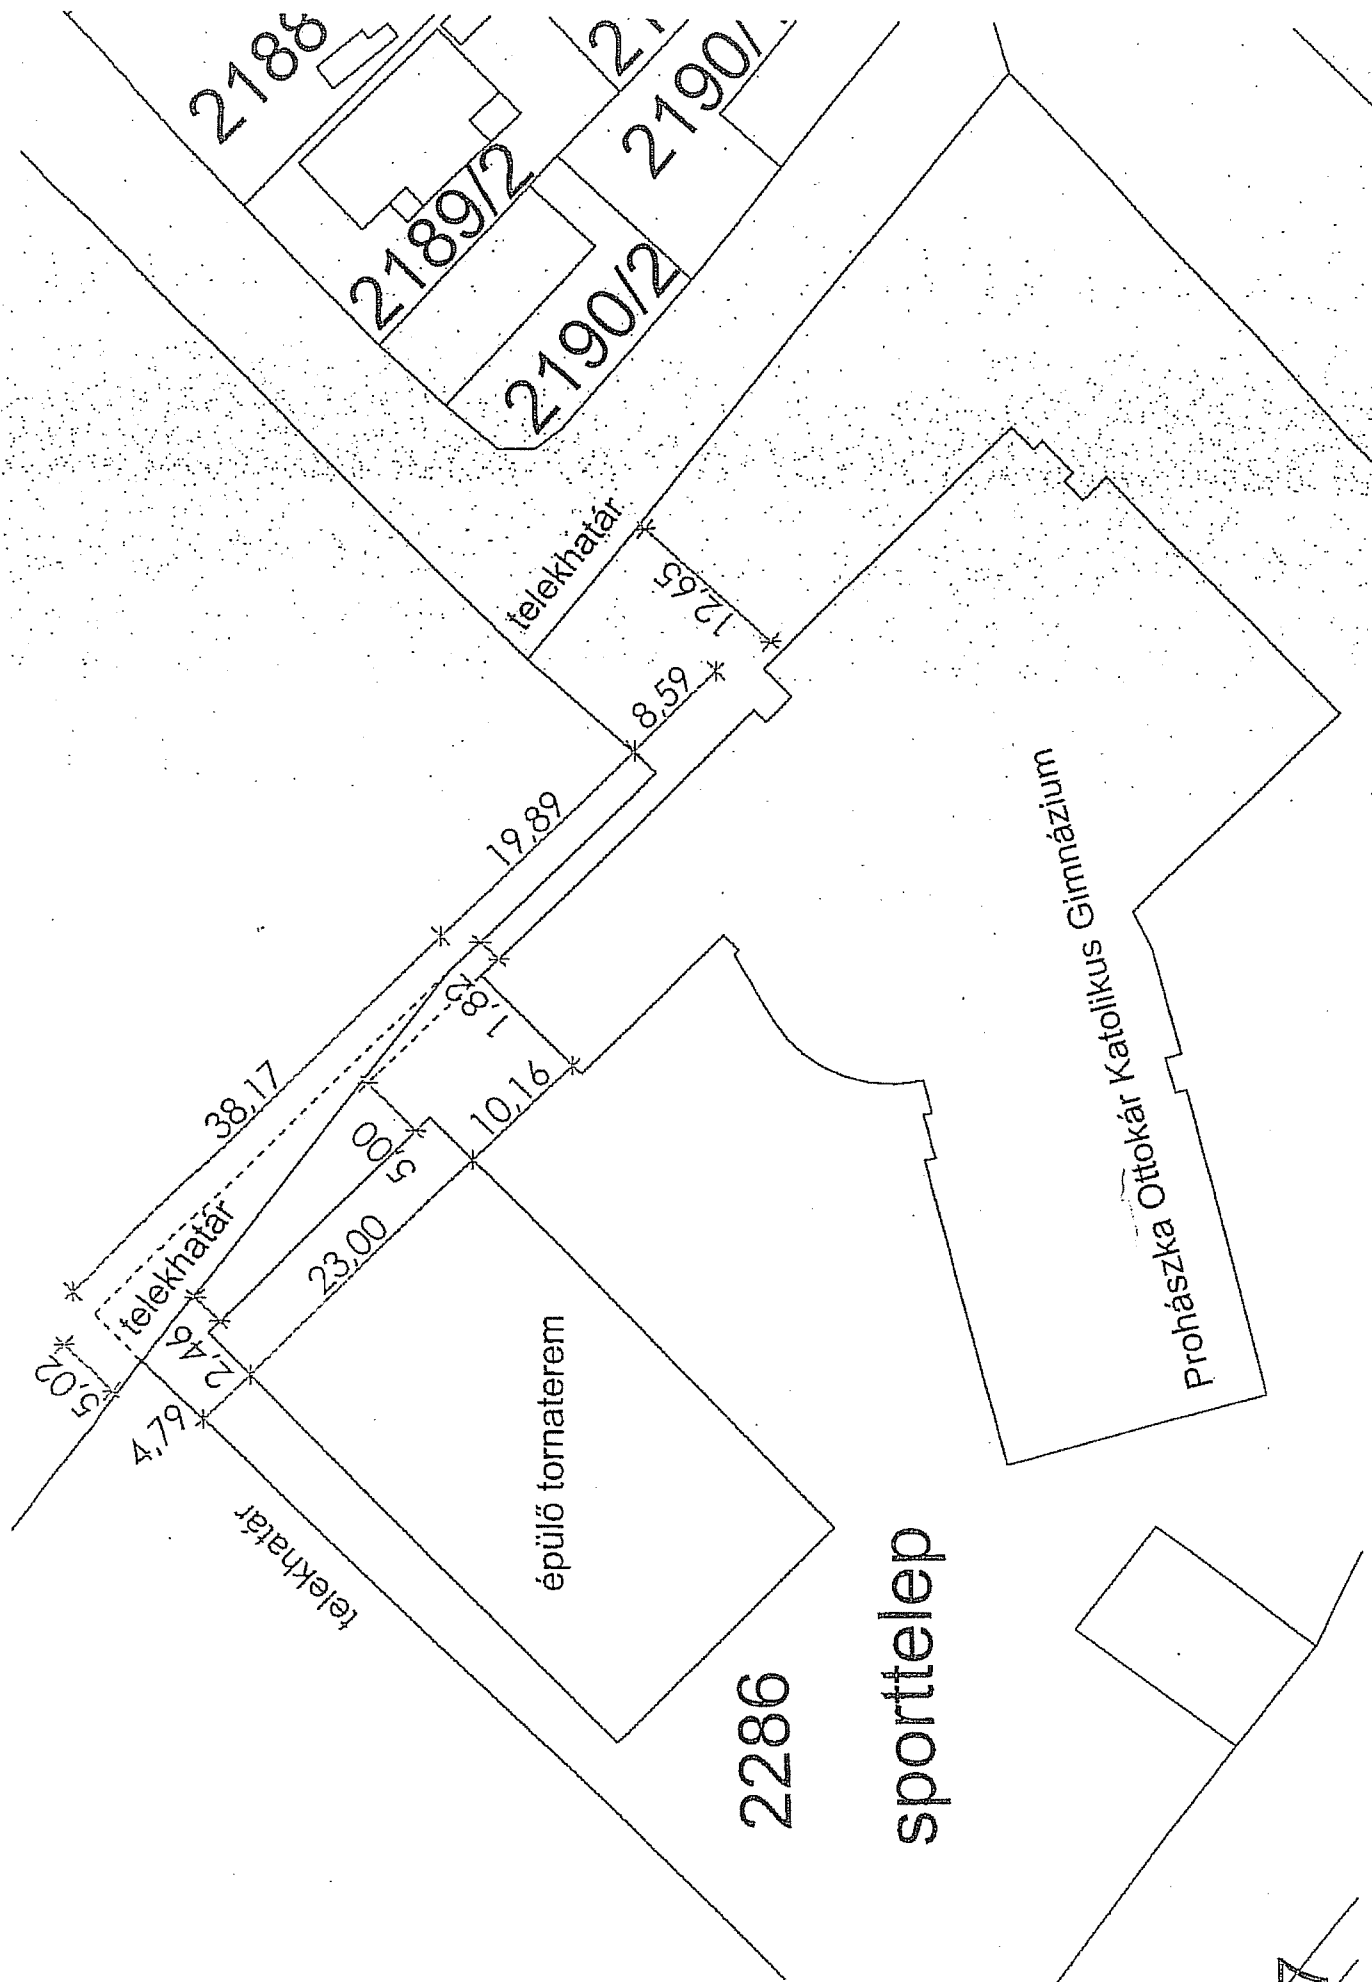 2188
2189/2
2190/2
2190/
21
telekhatár
12,65
8,59
19,89
1,82
38,17
10,16
5,00
23,00
telekhatár
2,46
5,02
4,79
telekhatár
épülő tornaterem
Prohászka Ottokár Katolikus Gimnázium
2286
sporttelep